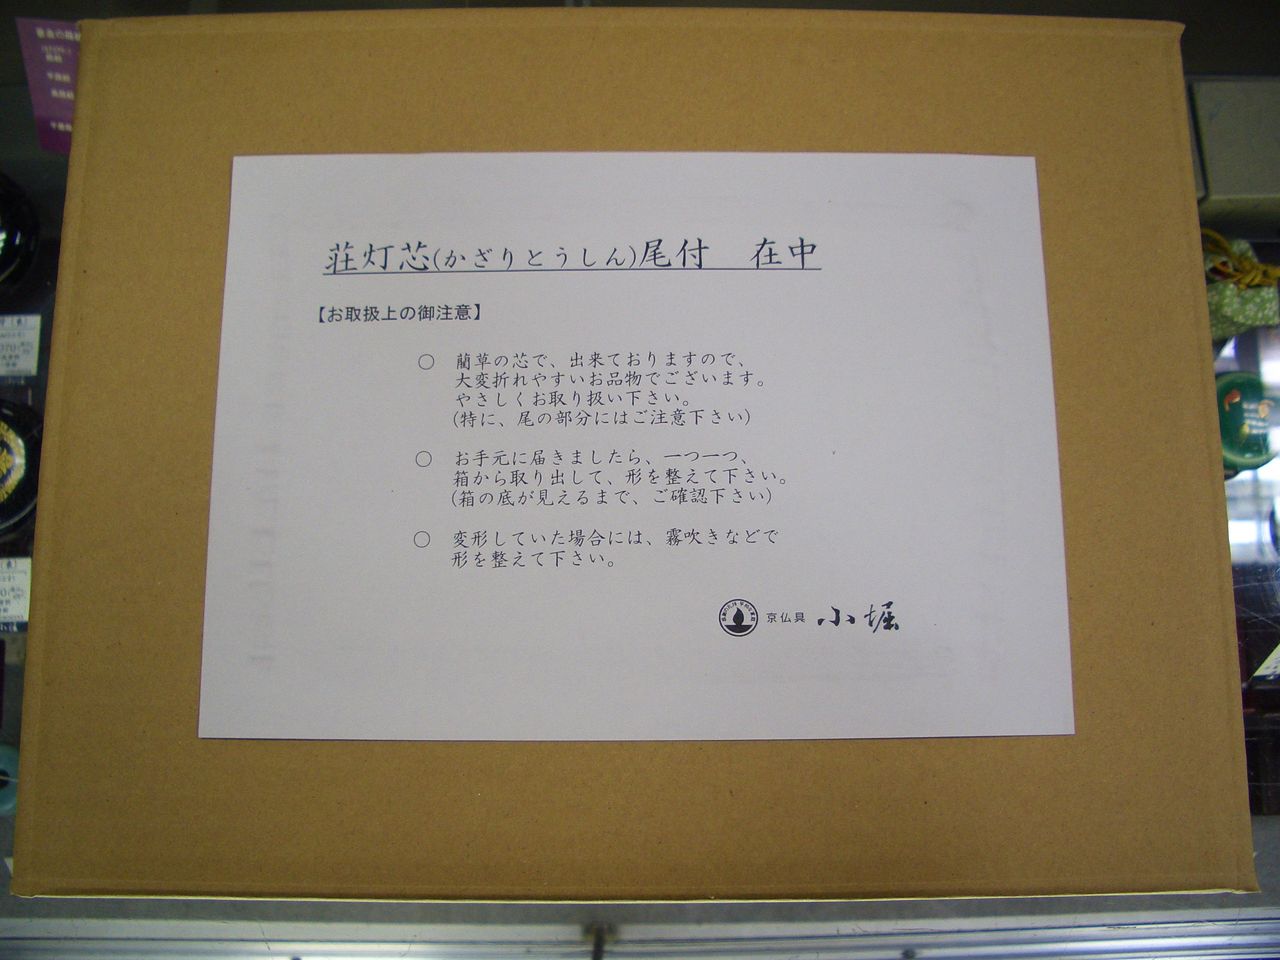 荘灯芯(かざりとうしん)尾付　在中
【お取扱上の御注意】
○　藺草の芯で、出来ておりますので、
大変折れやすいお品物でございます。
やさしくお取り扱い下さい。
(特に、尾の部分にはご注意下さい)
○　お手元に届きましたら、一つ一つ、
箱から取り出して、形を整えて下さい。
(箱の底が見えるまで、ご確認下さい)
○　変形していた場合には、霧吹きなどで
形を整えて下さい。
京仏具　小堀